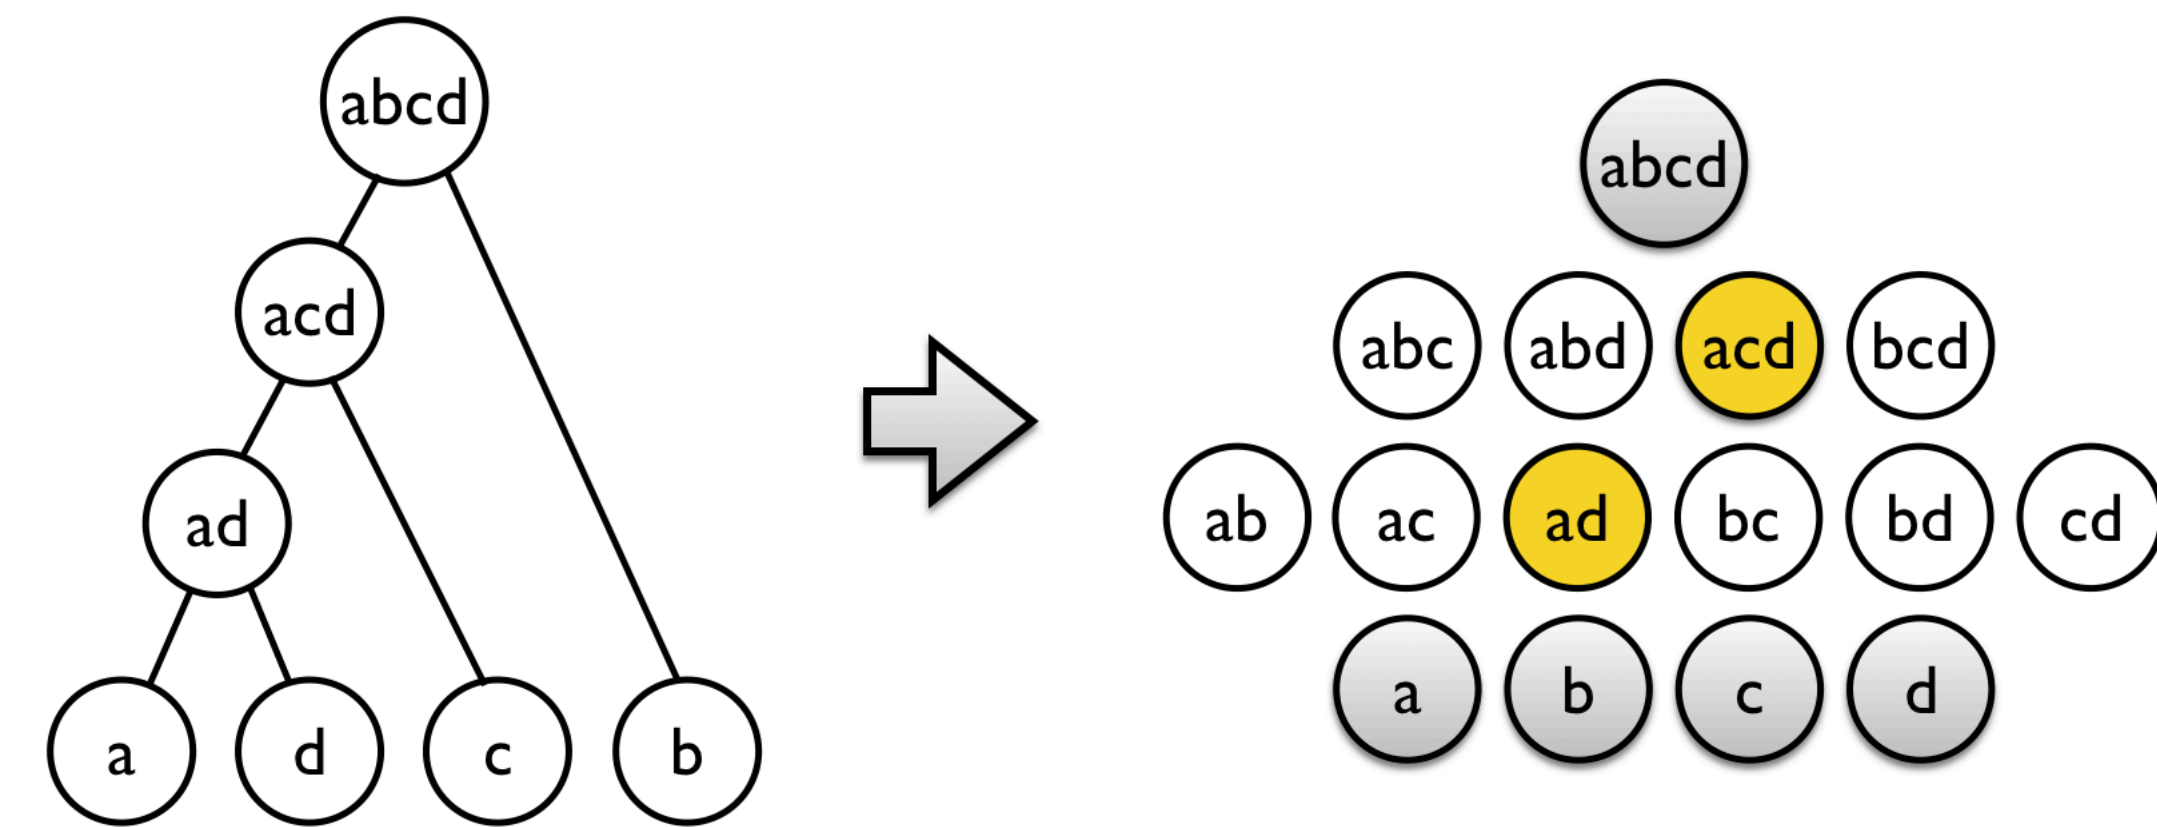 abcd
acd
ad
a d c b
abcd
abc abd acd bcd
ab ac ad bc bd cd
a b c d